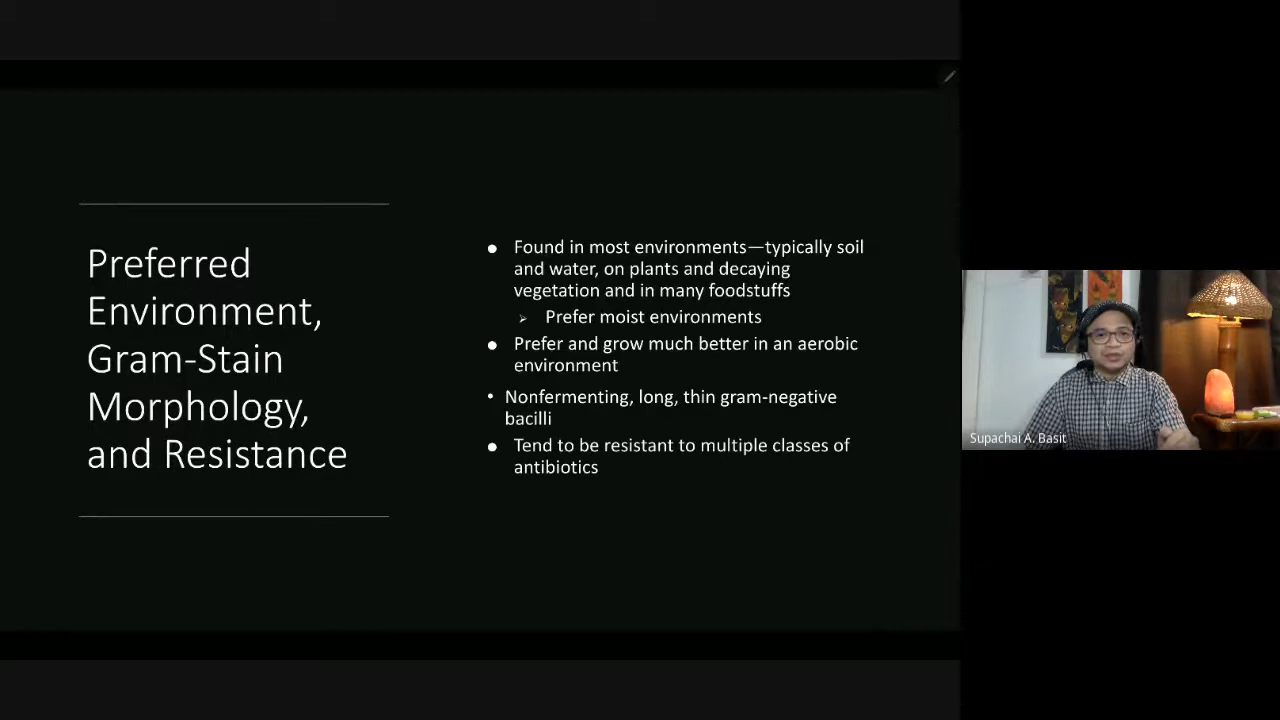 Preferred
Environment,
Gram-Stain
Morphology,
and Resistance
● Found in most environments—typically soil
and water, on plants and decaying
vegetation and in many foodstuffs
➢ Prefer moist environments
● Prefer and grow much better in an aerobic
environment
• Nonfermenting, long, thin gram-negative
bacilli
● Tend to be resistant to multiple classes of
antibiotics
Supachai A. Basit